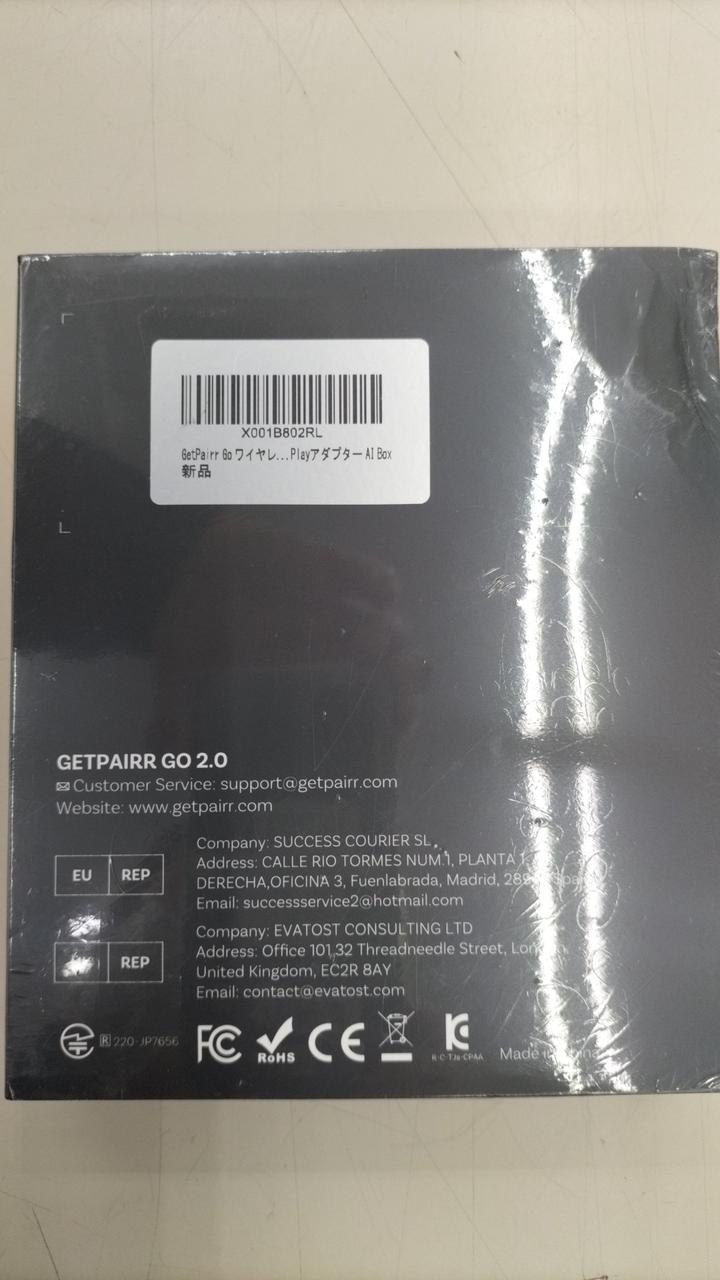 X001B802RL
GetPairr Go ワイヤレ...Playアダプター AI Box
新品
GETPAIRR GO 2.0
Customer Service: support@getpairr.com
Website: www.getpairr.com
EU REP
Company: SUCCESS COURIER SL
Address: CALLE RIO TORMES NUM.1, PLANTA 1,
DERECHA,OFICINA 3, Fuenlabrada, Madrid,
Email: successservice2@hotmail.com
REP
Company: EVATOST CONSULTING LTD
Address: Office 101,32 Threadneedle Street,
United Kingdom, EC2R 8AY
Email: contact@evatost.com
R 220-JP7656
FC
RoHS
CE
R-C-TJs-CPAA
Made